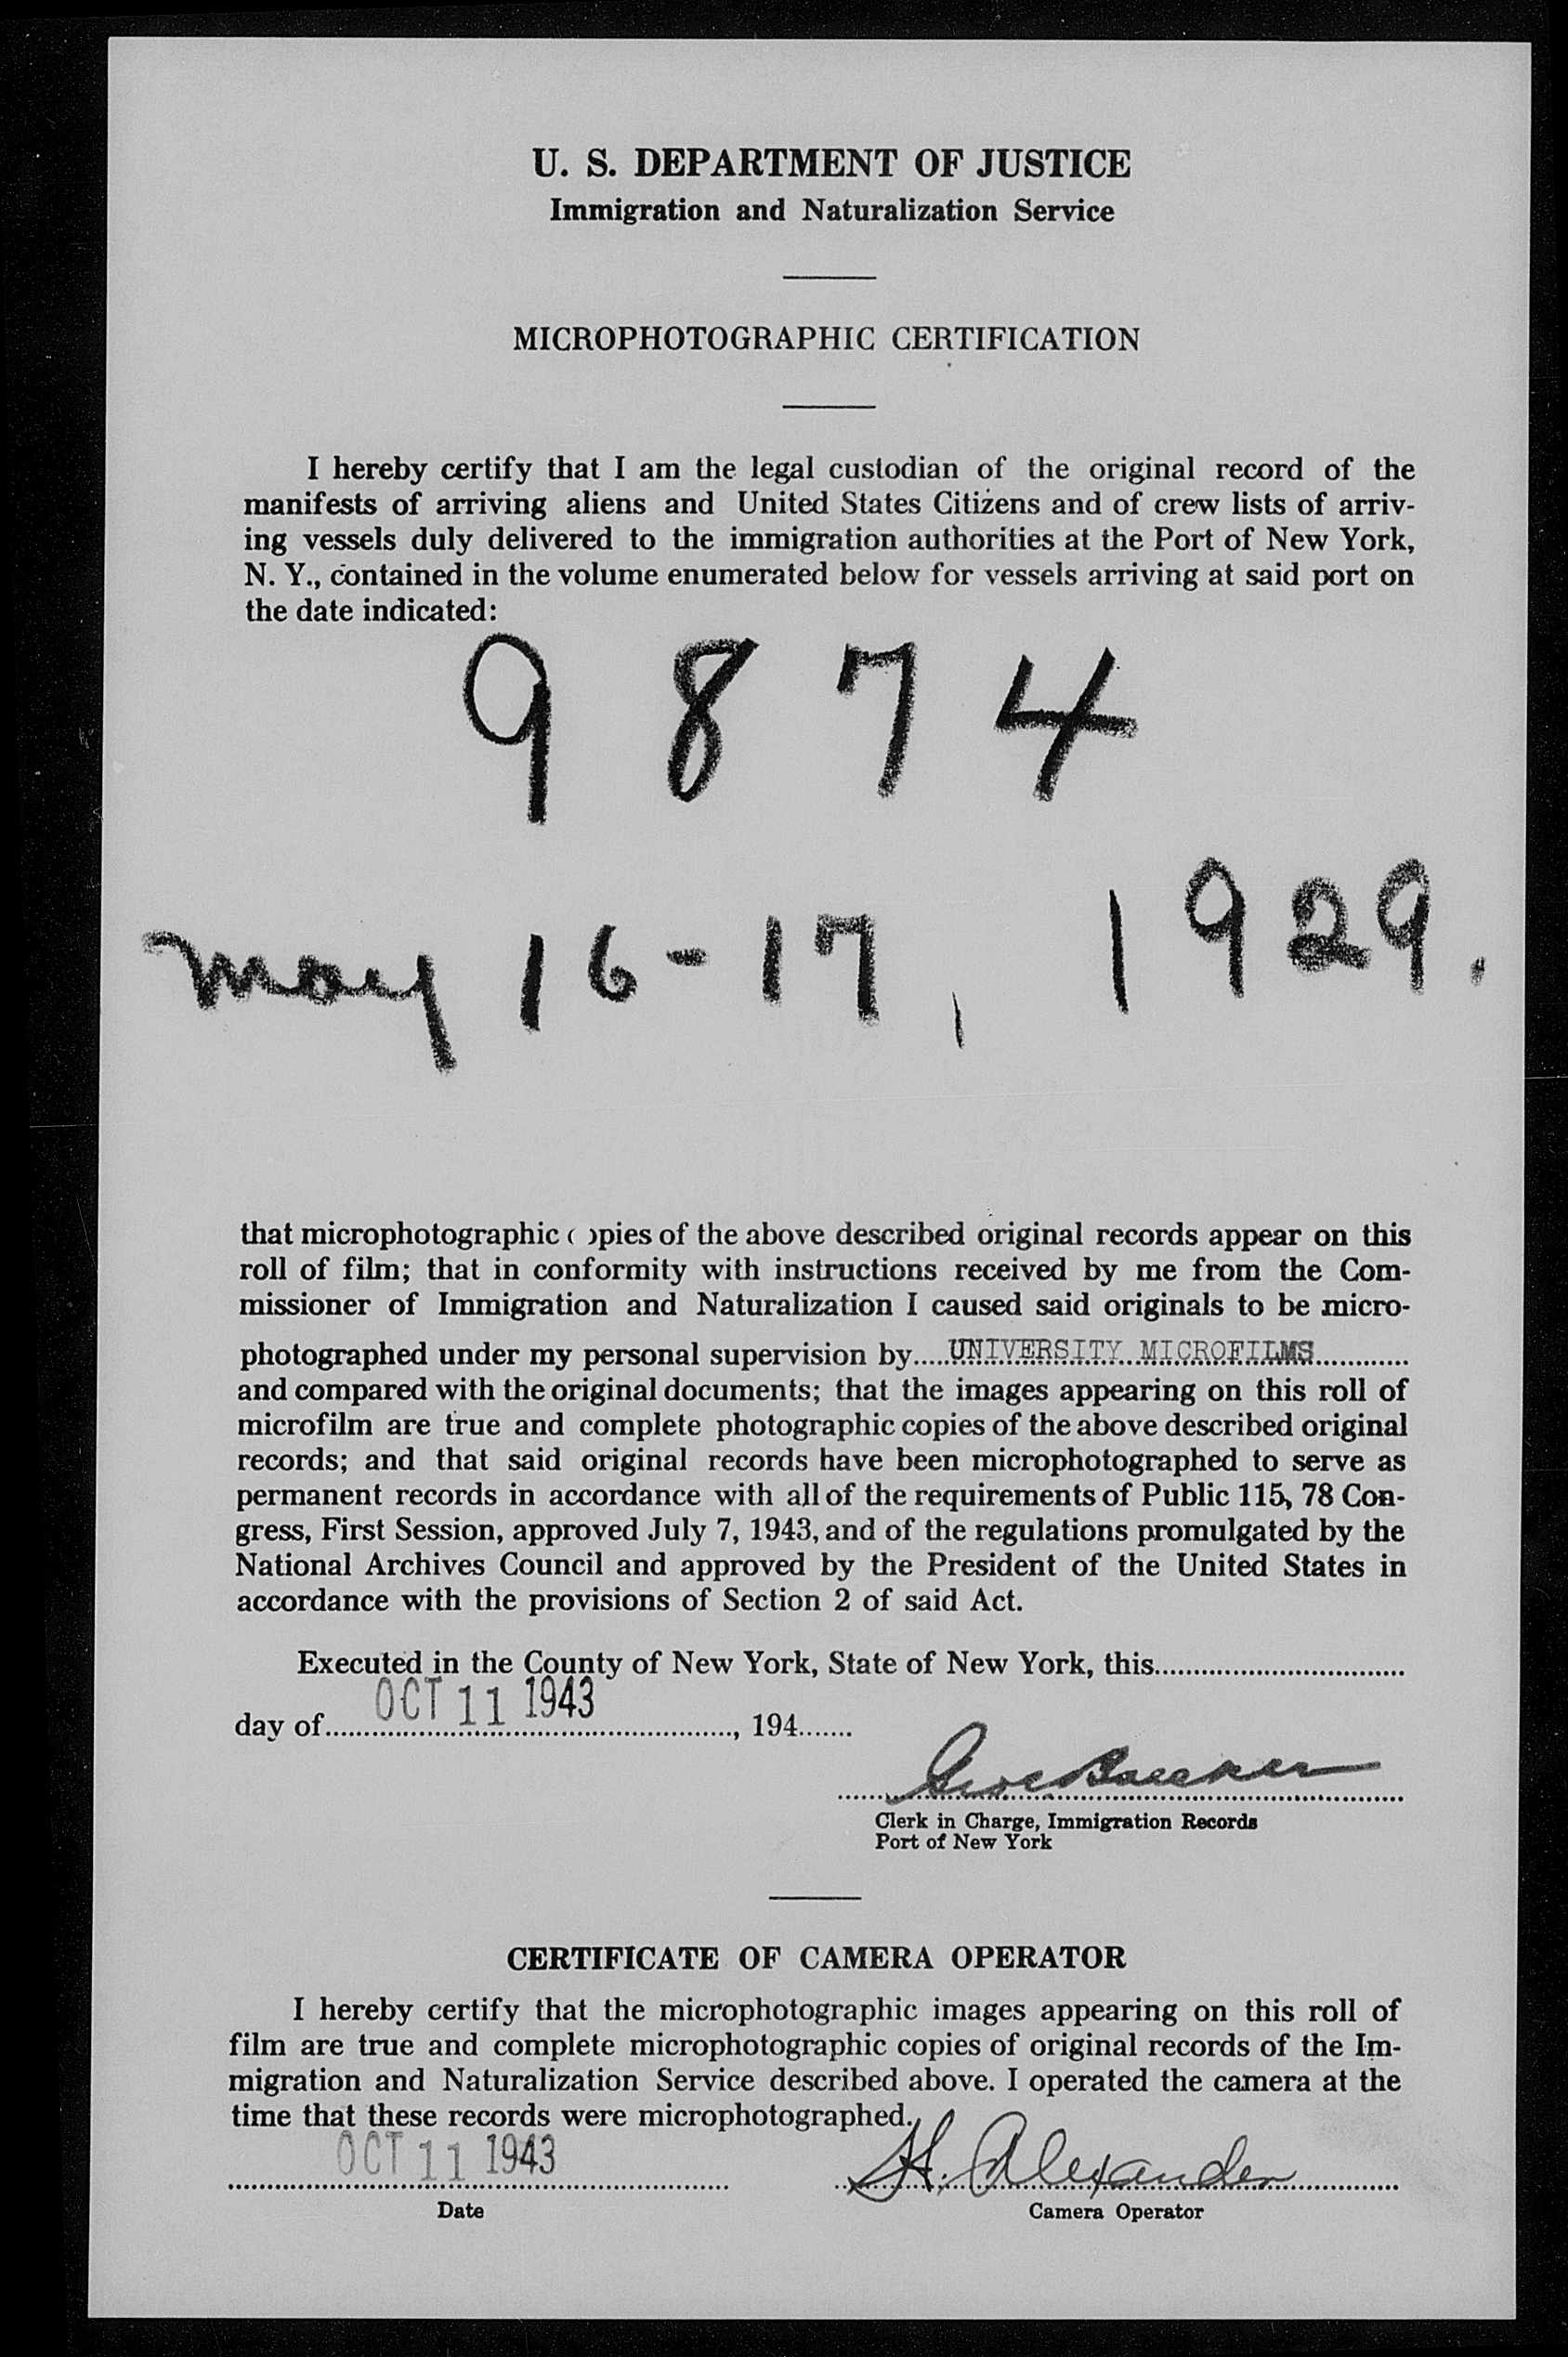 U. S. DEPARTMENT OF JUSTICE
Immigration and Naturalization Service
MICROPHOTOGRAPHIC CERTIFICATION
I hereby certify that I am the legal custodian of the original record of the
manifests of arriving aliens and United States Citizens and of crew lists of arriv-
ing vessels duly delivered to the immigration authorities at the Port of New York,
N. Y., contained in the volume enumerated below for vessels arriving at said port on
the date indicated:
9874
May 16-17, 1929.
that microphotographic copies of the above described original records appear on this
roll of film; that in conformity with instructions received by me from the Com-
missioner of Immigration and Naturalization I caused said originals to be micro-
photographed under my personal supervision by.....UNIVERSITY MICROFILMS............
and compared with the original documents; that the images appearing on this roll of
microfilm are true and complete photographic copies of the above described original
records; and that said original records have been microphotographed to serve as
permanent records in accordance with all of the requirements of Public 115, 78 Con-
gress, First Session, approved July 7, 1943, and of the regulations promulgated by the
National Archives Council and approved by the President of the United States in
accordance with the provisions of Section 2 of said Act.
Executed in the County of New York, State of New York, this................................
day of OCT 11 1943, 194.......
Clerk in Charge, Immigration Records
Port of New York
CERTIFICATE OF CAMERA OPERATOR
I hereby certify that the microphotographic images appearing on this roll of
film are true and complete microphotographic copies of original records of the Im-
migration and Naturalization Service described above. I operated the camera at the
time that these records were microphotographed.
OCT 11 1943 H. Alexander
Date Camera Operator